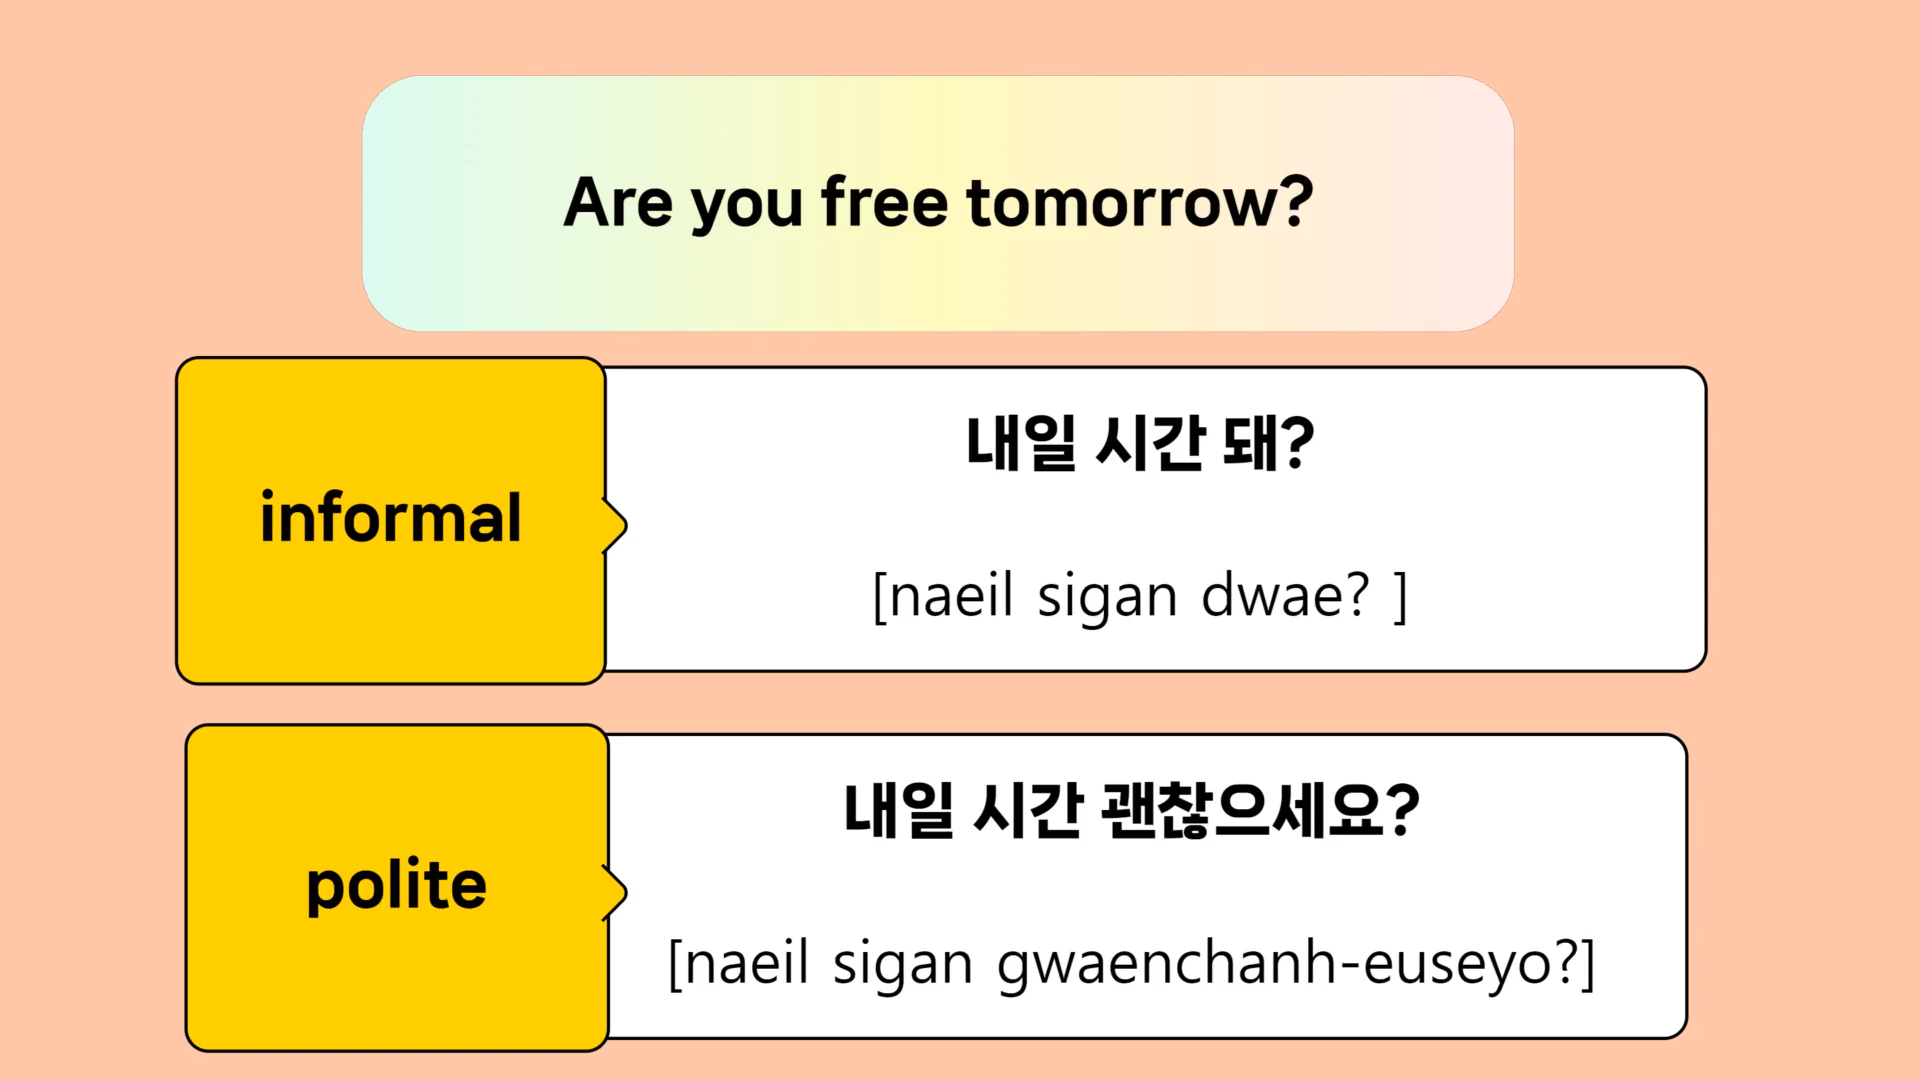 Are you free tomorrow?
informal
내일 시간 돼?
[naeil sigan dwae? ]
polite
내일 시간 괜찮으세요?
[naeil sigan gwaenchanh-euseyo?]